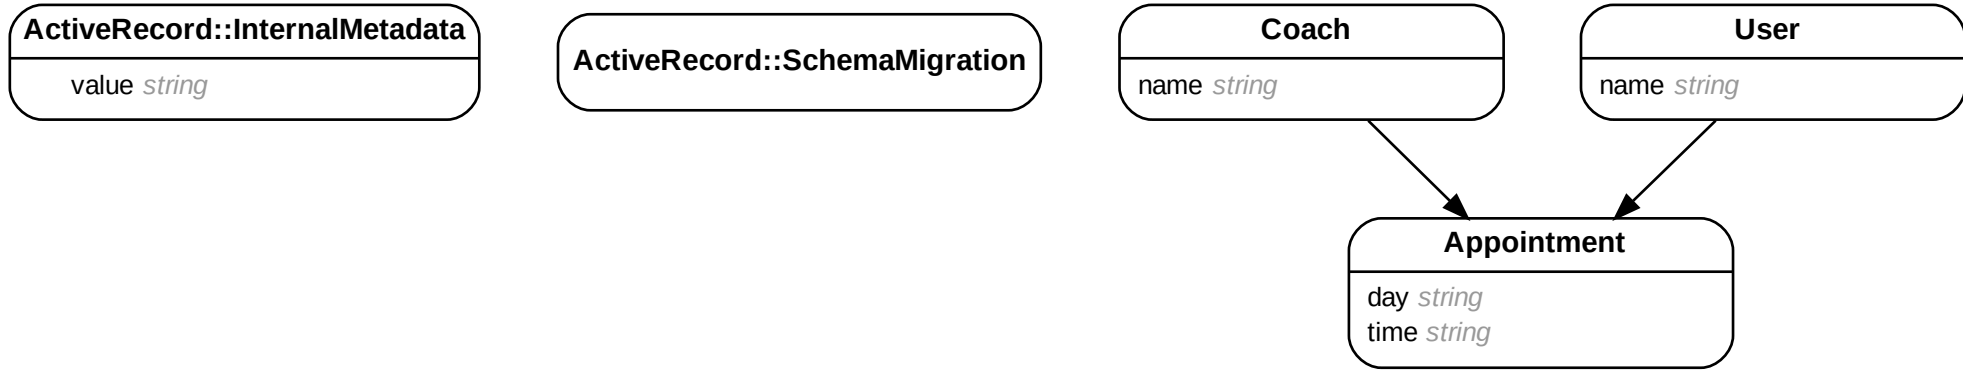 ActiveRecord::InternalMetadata
value string
ActiveRecord::SchemaMigration
Coach
name string
User
name string
Appointment
day string
time string